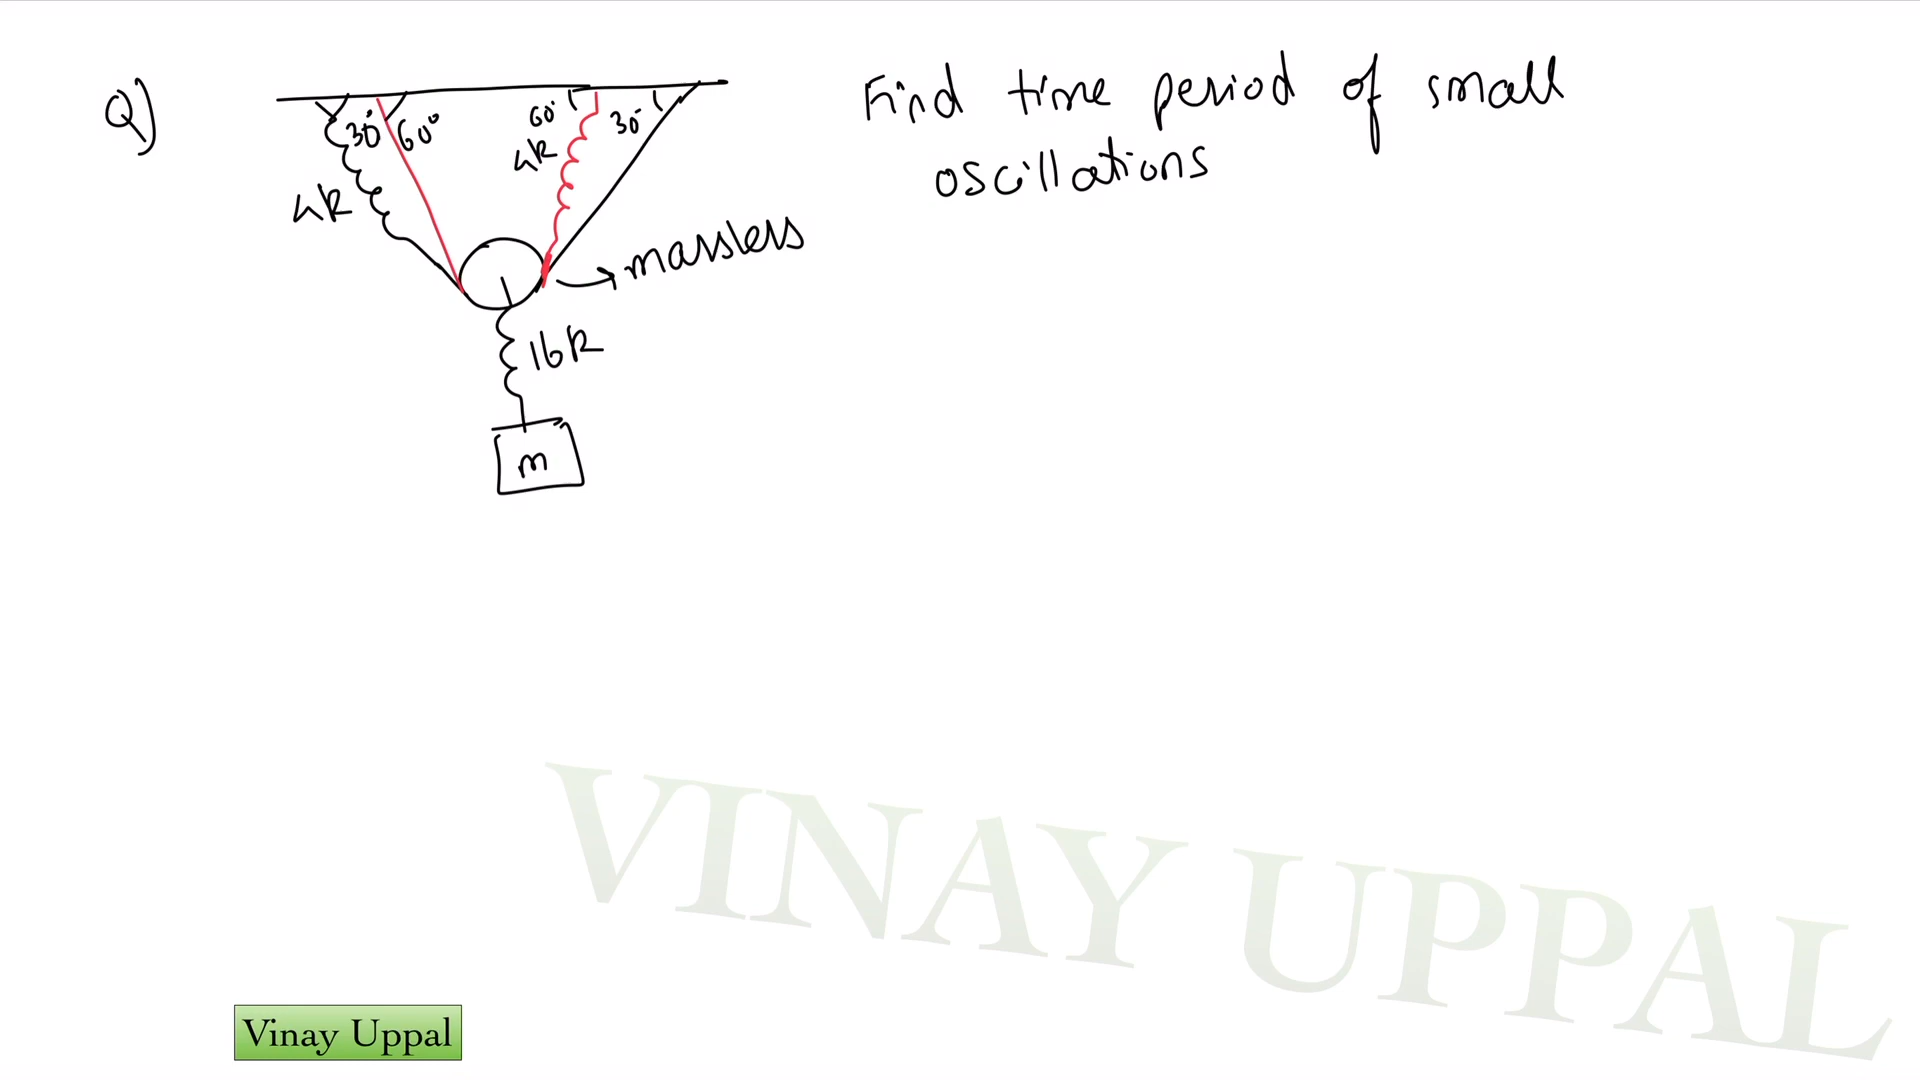 Q)
Find time period of small
oscillations
30° 60°
60° 30°
4k
4k
massless
16k
m
VINAY UPPAL
Vinay Uppal